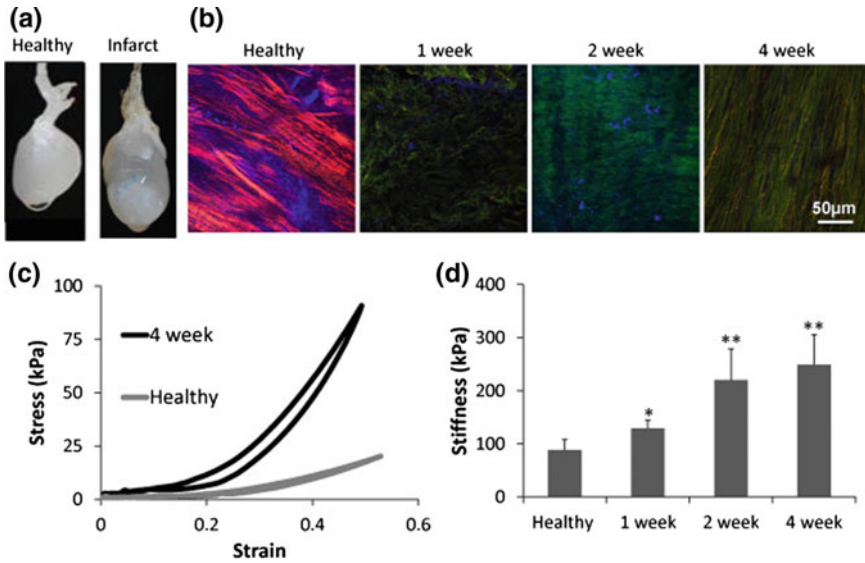 (a)
Healthy Infarct
(b)
Healthy 1 week 2 week 4 week
50μm
(c)
100
75
50
25
0
Stress (kPa)
4 week
Healthy
0 0.2 0.4 0.6
Strain
(d)
400
300
200
100
0
Stiffness (kPa)
*
**
**
Healthy 1 week 2 week 4 week